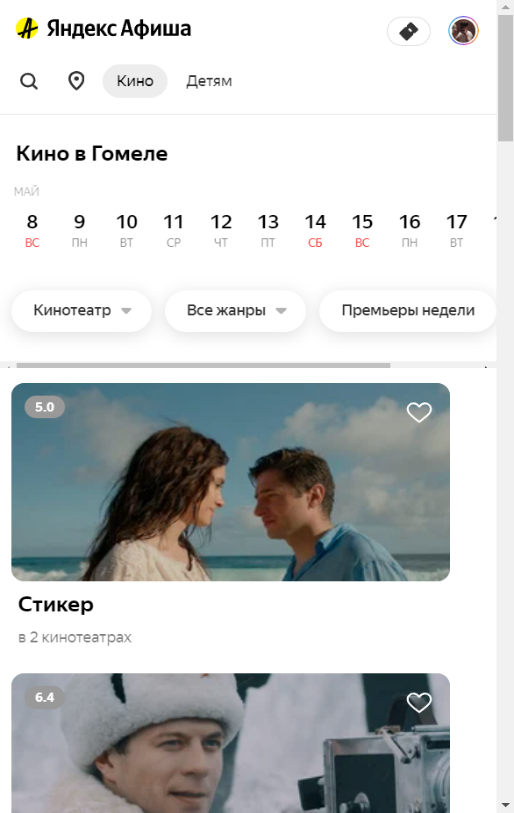 Яндекс Афиша
Кино Детям
Кино в Гомеле
МАЙ
8 9 10 11 12 13 14 15 16 17
ВС ПН ВТ СР ЧТ ПТ СБ ВС ПН ВТ
Кинотеатр Все жанры Премьеры недели
5.0
Стикер
в 2 кинотеатрах
6.4